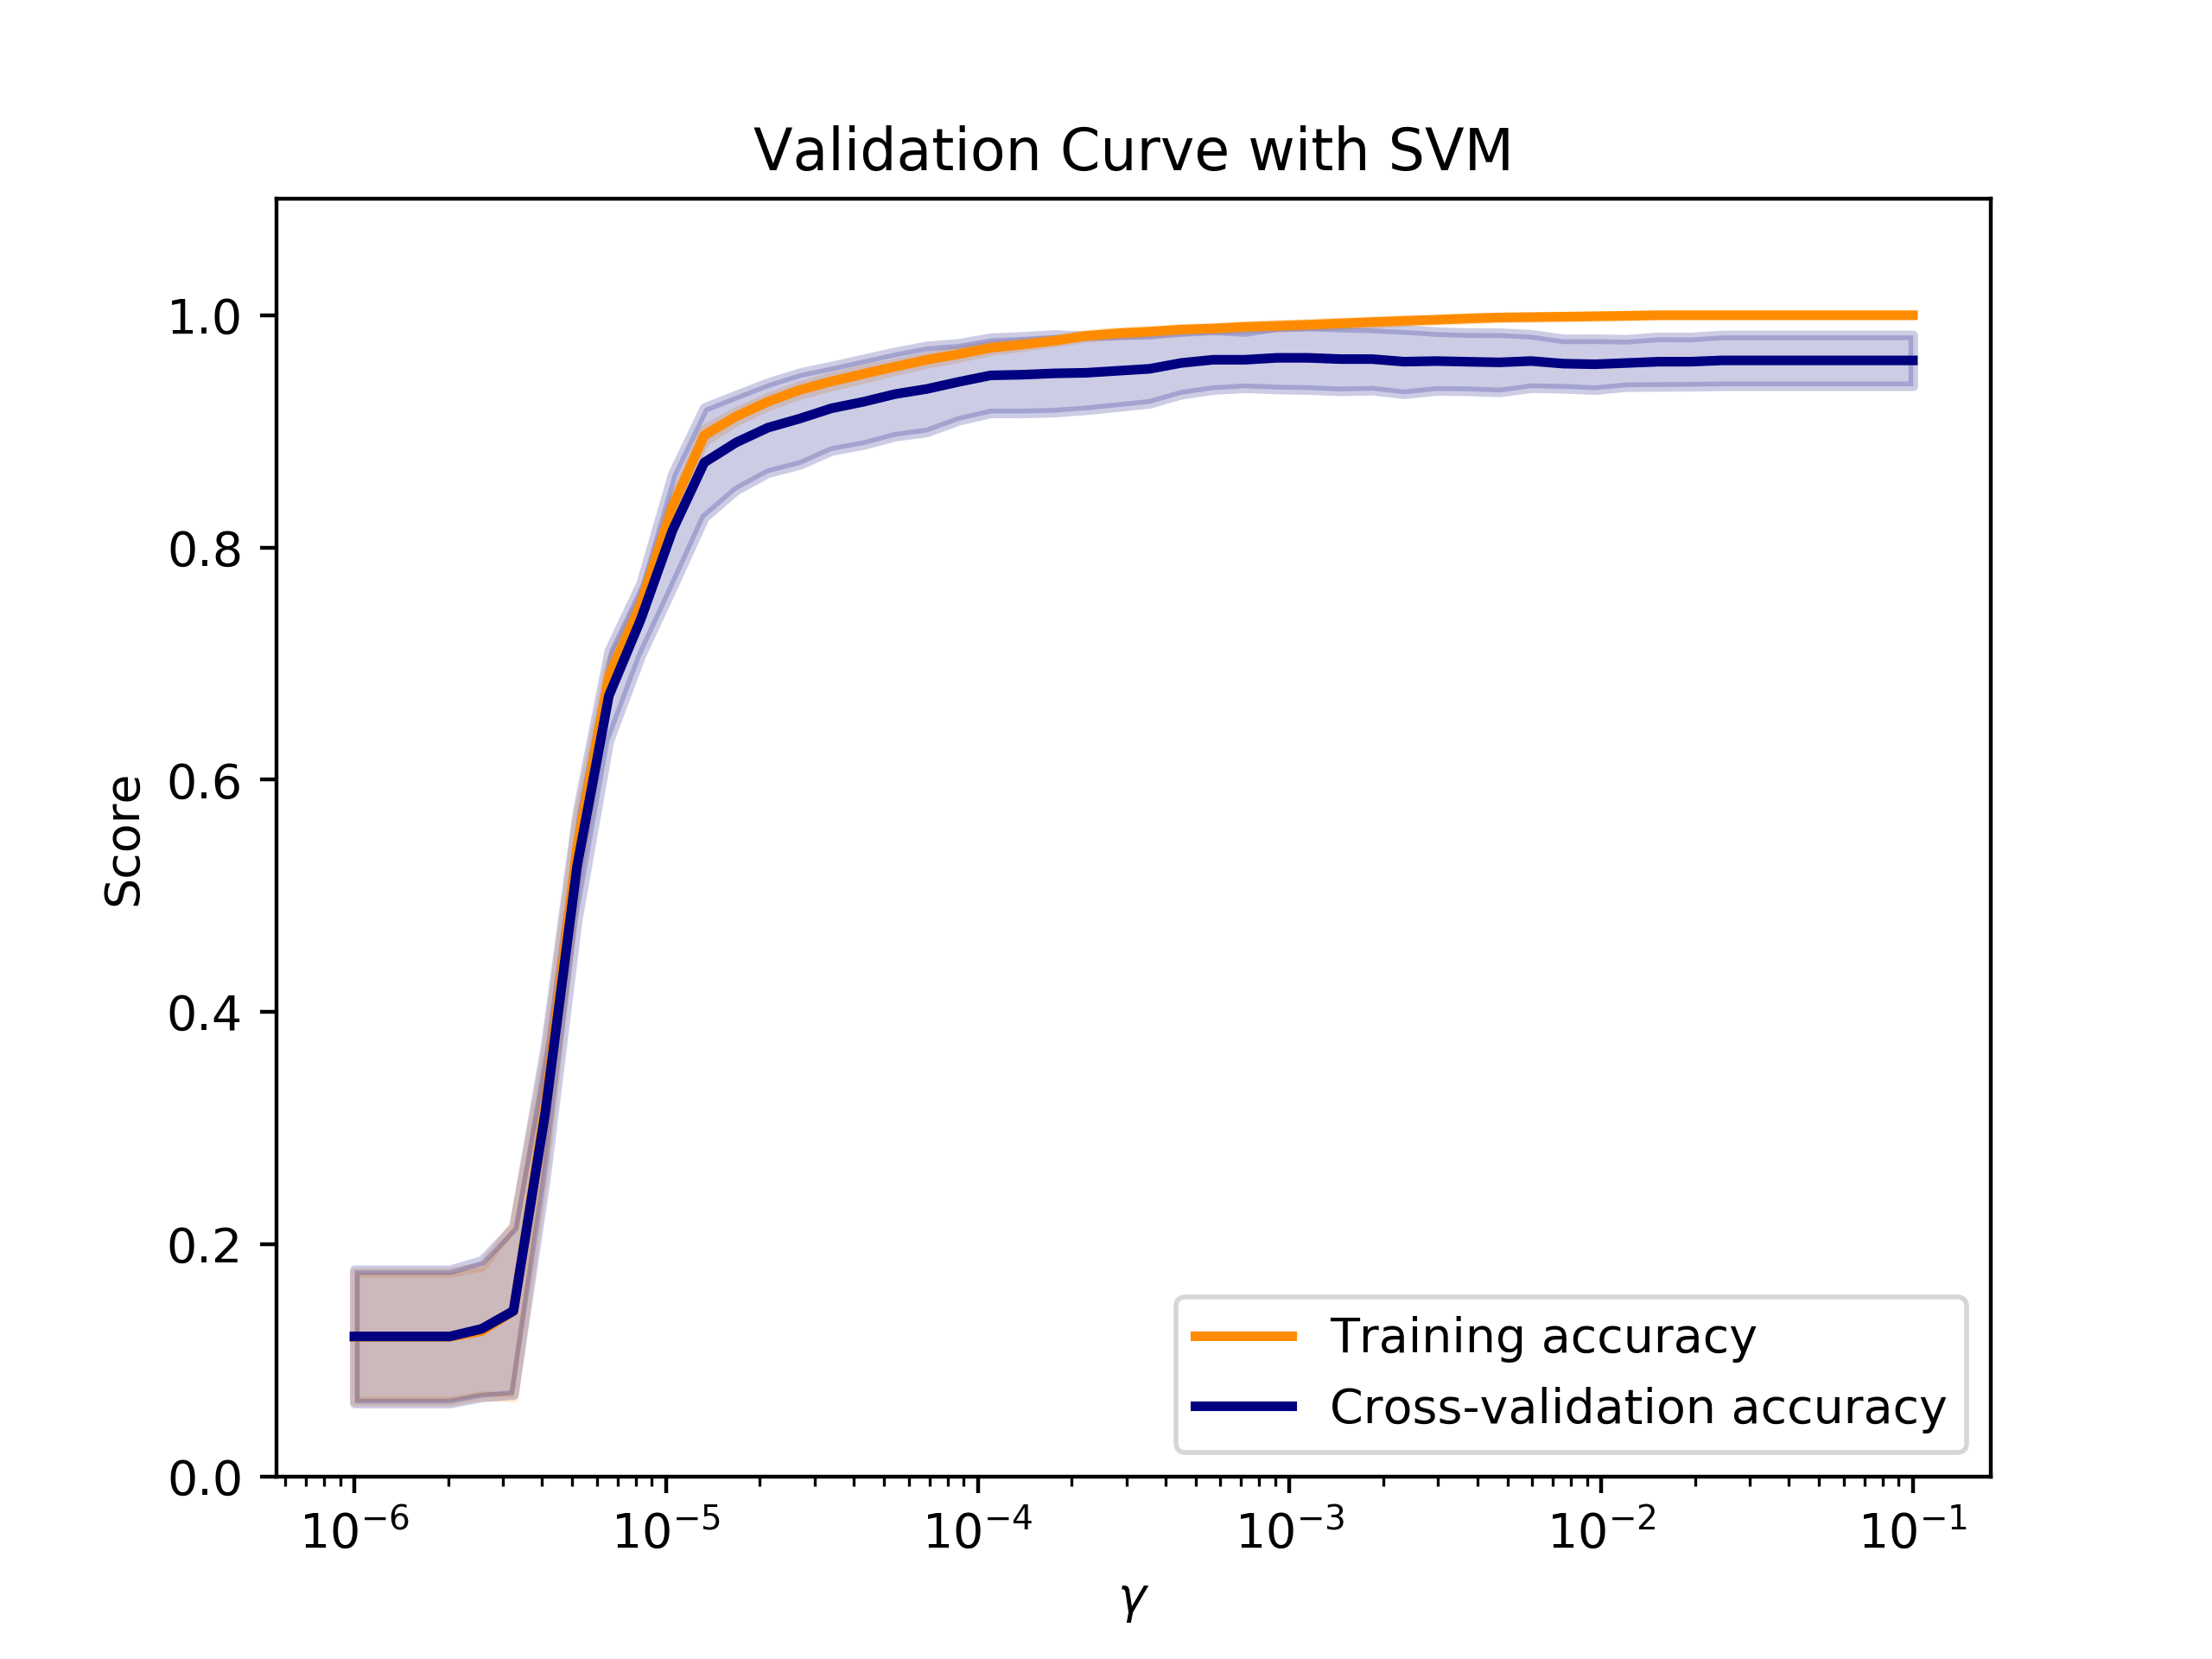 Validation Curve with SVM
1.0
0.8
0.6
0.4
0.2
0.0
Score
Training accuracy
Cross-validation accuracy
10⁻⁶ 10⁻⁵ 10⁻⁴ 10⁻³ 10⁻² 10⁻¹
γ